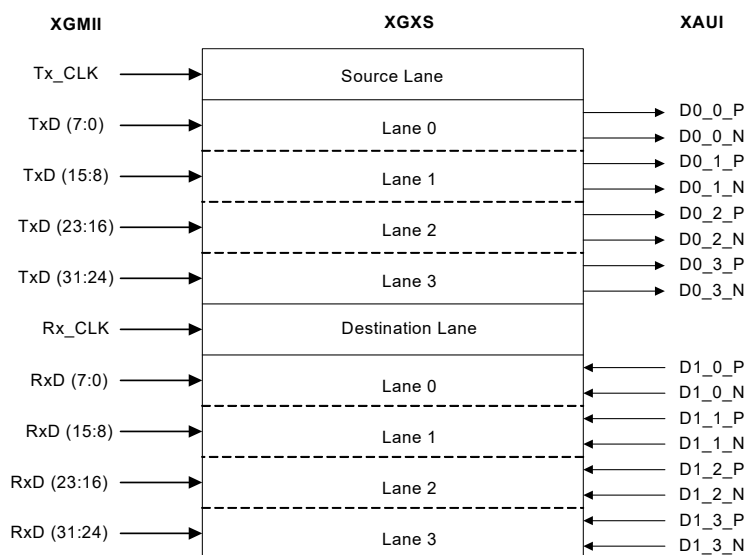 XGMII XGXS XAUI
Tx_CLK Source Lane
D0_0_P
TxD (7:0) Lane 0
D0_0_N
D0_1_P
TxD (15:8) Lane 1
D0_1_N
D0_2_P
TxD (23:16) Lane 2
D0_2_N
D0_3_P
TxD (31:24) Lane 3
D0_3_N
Rx_CLK Destination Lane
D1_0_P
RxD (7:0) Lane 0
D1_0_N
D1_1_P
RxD (15:8) Lane 1
D1_1_N
D1_2_P
RxD (23:16) Lane 2
D1_2_N
D1_3_P
RxD (31:24) Lane 3
D1_3_N